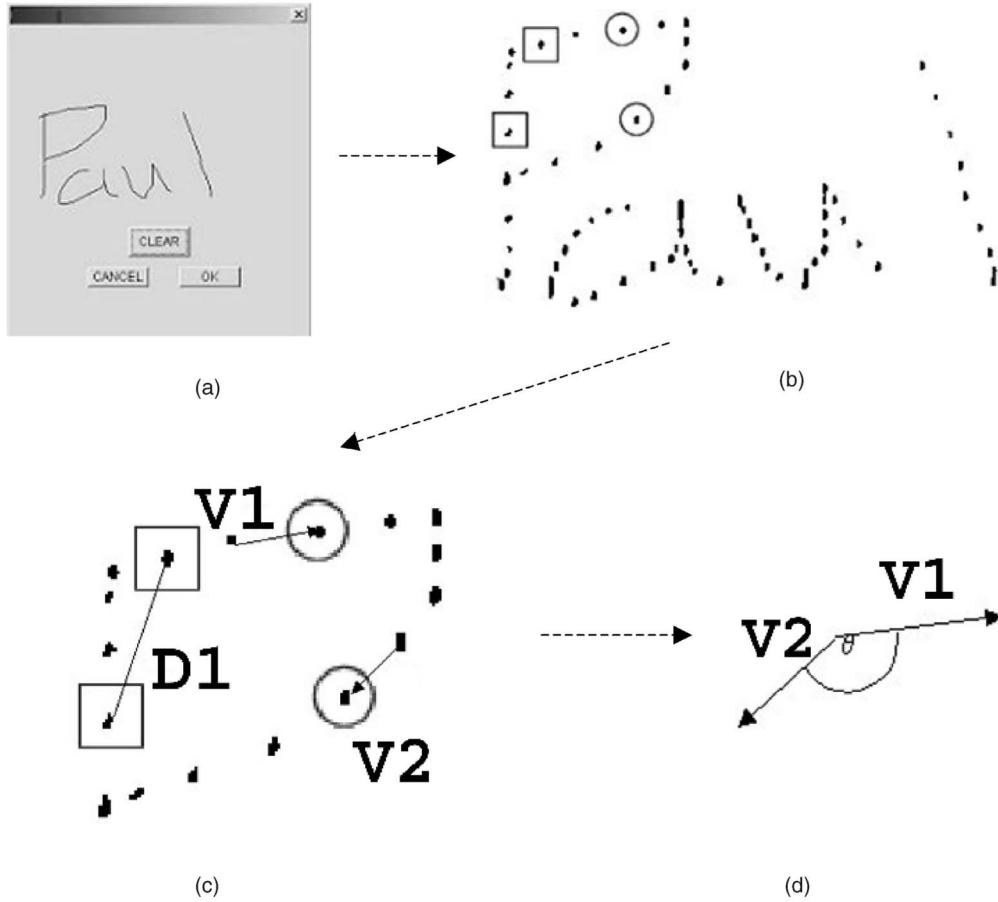 ×
Paul
CLEAR
CANCEL OK
(a)
(b)
V1
D1
V2
(c)
V1
V2 θ
(d)